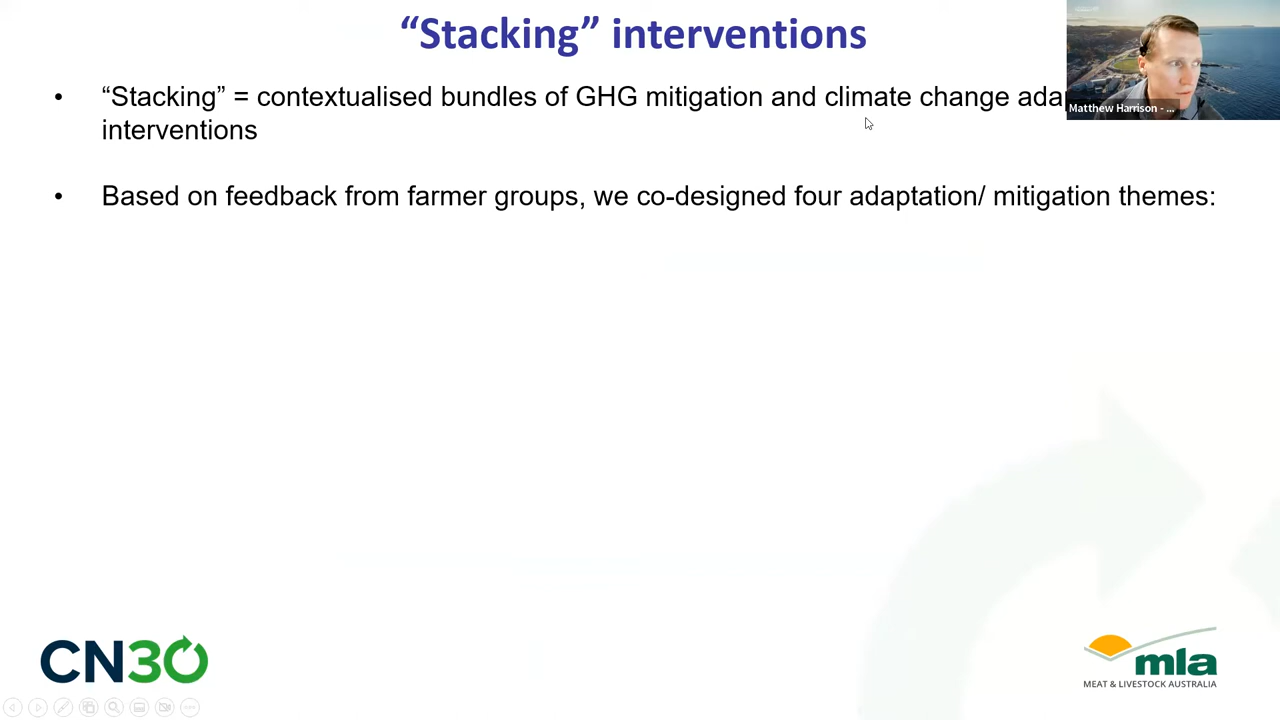 “Stacking” interventions
• “Stacking” = contextualised bundles of GHG mitigation and climate change
interventions
• Based on feedback from farmer groups, we co-designed four adaptation/ mitigation themes:
Matthew Harrison - ...
CN30
mla
MEAT & LIVESTOCK AUSTRALIA